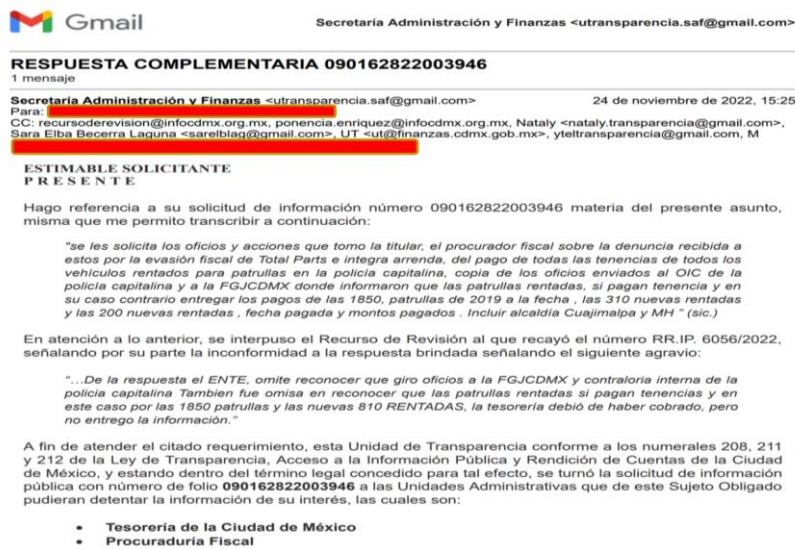 Gmail
Secretaría Administración y Finanzas <utransparencia.saf@gmail.com>
RESPUESTA COMPLEMENTARIA 090162822003946
1 mensaje
Secretaría Administración y Finanzas <utransparencia.saf@gmail.com> 24 de noviembre de 2022, 15:25
Para:
CC: recursoderevision@infocdmx.org.mx, ponencia.enriquez@infocdmx.org.mx, Nataly <nataly.transparencia@gmail.com>,
Sara Elba Becerra Laguna <sarelblag@gmail.com>, UT <ut@finanzas.cdmx.gob.mx>, yteltransparencia@gmail.com, M
ESTIMABLE SOLICITANTE
P R E S E N T E
Hago referencia a su solicitud de información número 090162822003946 materia del presente asunto,
misma que me permito transcribir a continuación:
"se les solicita los oficios y acciones que tomo la titular, el procurador fiscal sobre la denuncia recibida a
estos por la evasión fiscal de Total Parts e integra arrenda, del pago de todas las tenencias de todos los
vehículos rentados para patrullas en la policía capitalina, copia de los oficios enviados al OIC de la
policía capitalina y a la FGJCDMX donde informaron que las patrullas rentadas, si pagan tenencia y en
su caso contrario entregar los pagos de las 1850, patrullas de 2019 a la fecha , las 310 nuevas rentadas
y las 200 nuevas rentadas , fecha pagada y montos pagados . Incluir alcaldía Cuajimalpa y MH " (sic.)
En atención a lo anterior, se interpuso el Recurso de Revisión al que recayó el número RR.IP. 6056/2022,
señalando por su parte la inconformidad a la respuesta brindada señalando el siguiente agravio:
"…De la respuesta el ENTE, omite reconocer que giro oficios a la FGJCDMX y contraloria interna de la
policía capitalina Tambien fue omisa en reconocer que las patrullas rentadas si pagan tenencias y en
este caso por las 1850 patrullas y las nuevas 810 RENTADAS, la tesorería debió de haber cobrado, pero
no entrego la información."
A fin de atender el citado requerimiento, esta Unidad de Transparencia conforme a los numerales 208, 211
y 212 de la Ley de Transparencia, Acceso a la Información Pública y Rendición de Cuentas de la Ciudad
de México, y estando dentro del término legal concedido para tal efecto, se turnó la solicitud de información
pública con número de folio 090162822003946 a las Unidades Administrativas que de este Sujeto Obligado
pudieran detentar la información de su interés, las cuales son:
• Tesorería de la Ciudad de México
• Procuraduría Fiscal